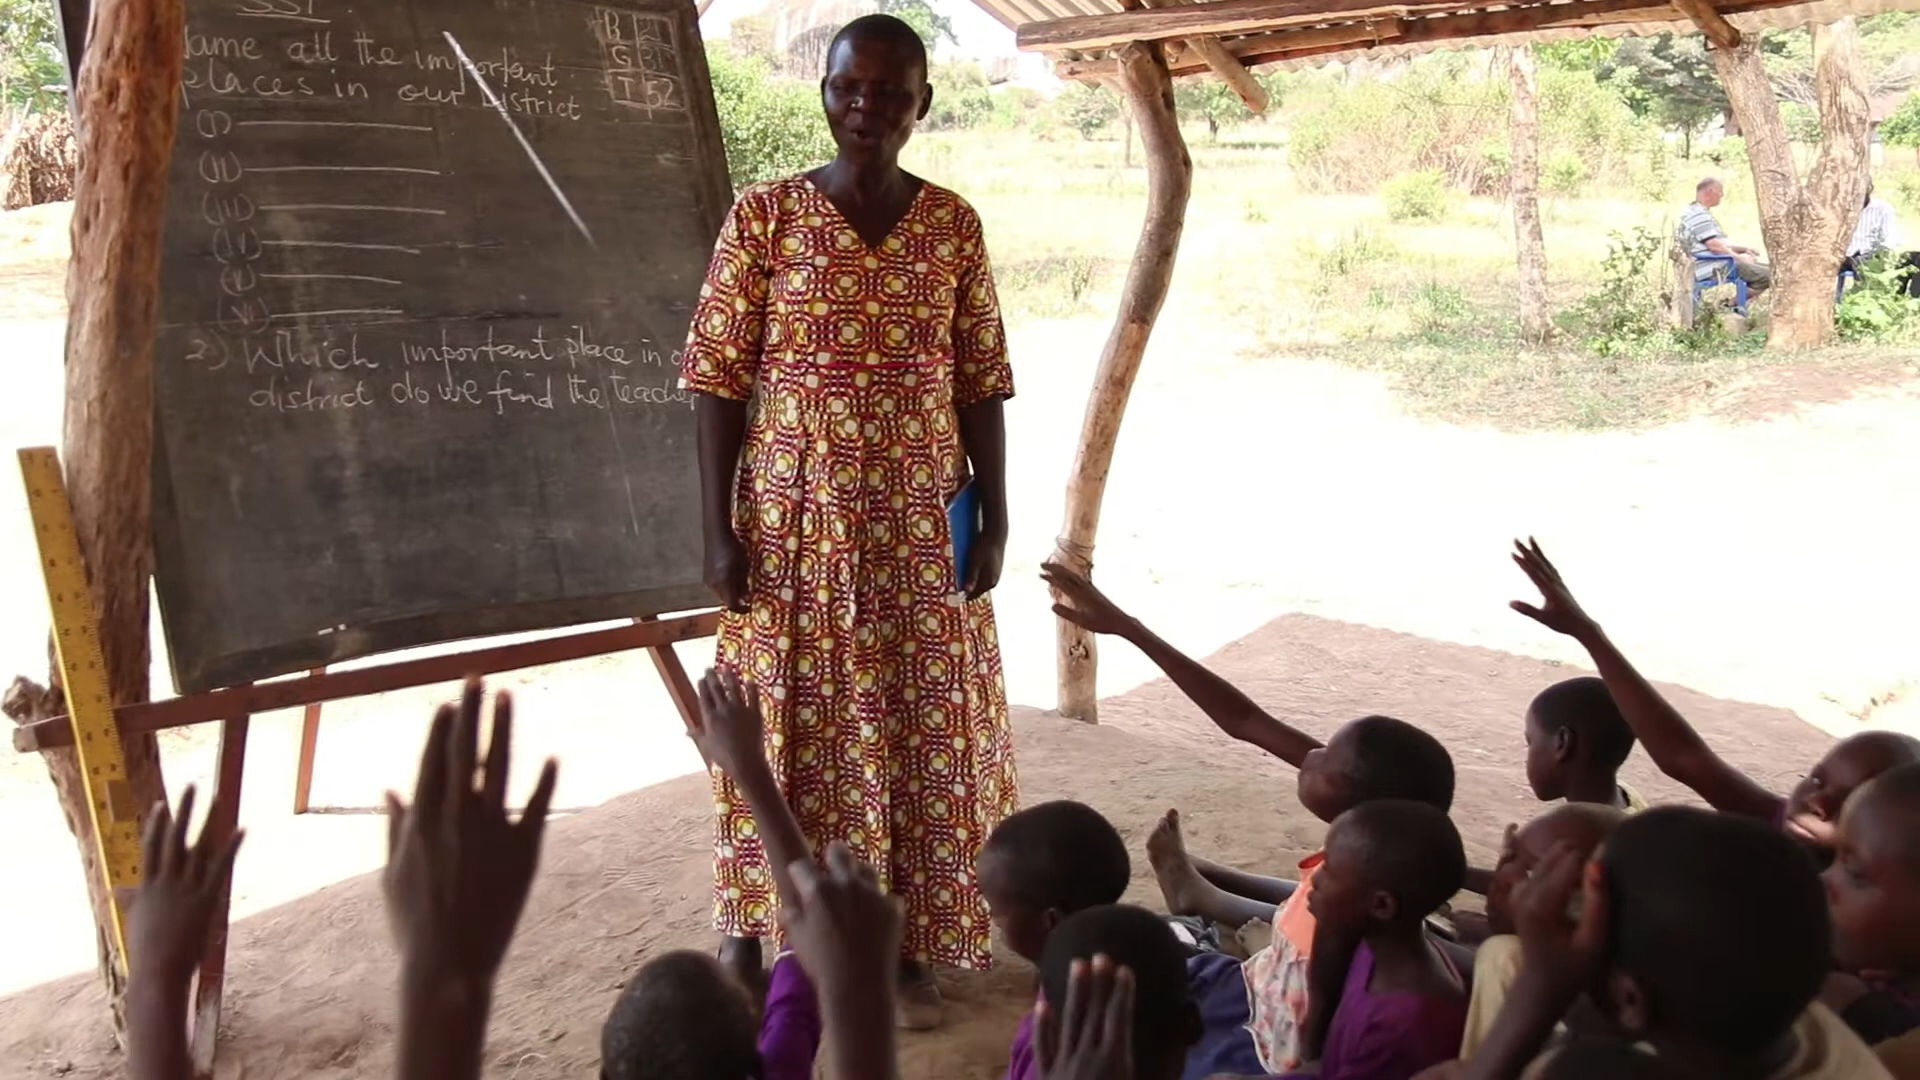 SST
Name all the important
places in our district
B 21
G 31
T 52
(I)
(II)
(III)
(IV)
(V)
(VI)
2) Which important place in
district do we find the